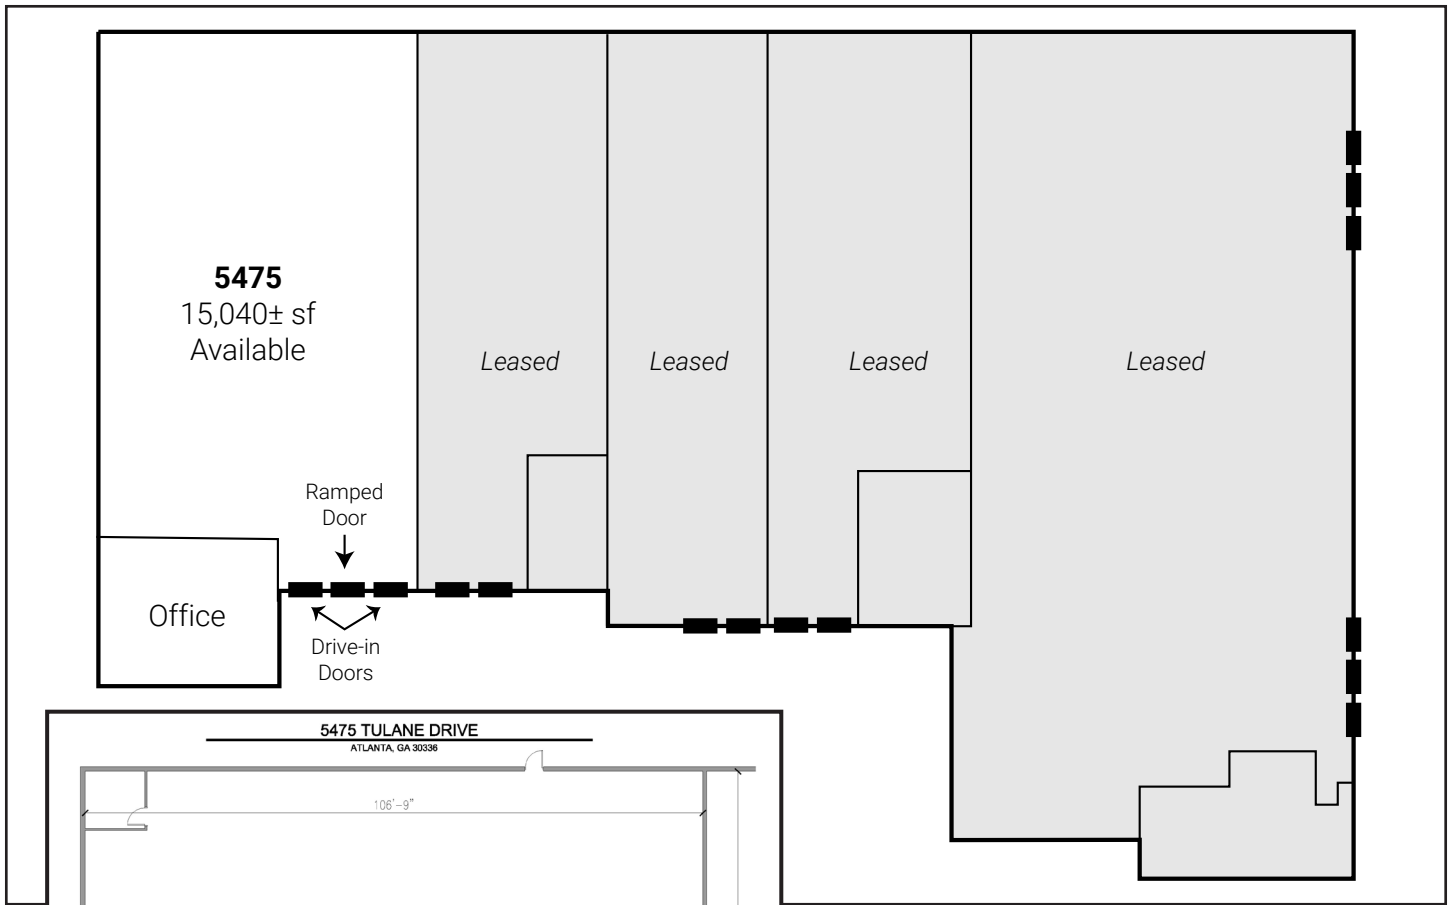 5475
15,040± sf
Available
Leased
Leased
Leased
Leased
Ramped
Door
Office
Drive-in
Doors
5475 TULANE DRIVE
ATLANTA, GA 30336
106'-9"